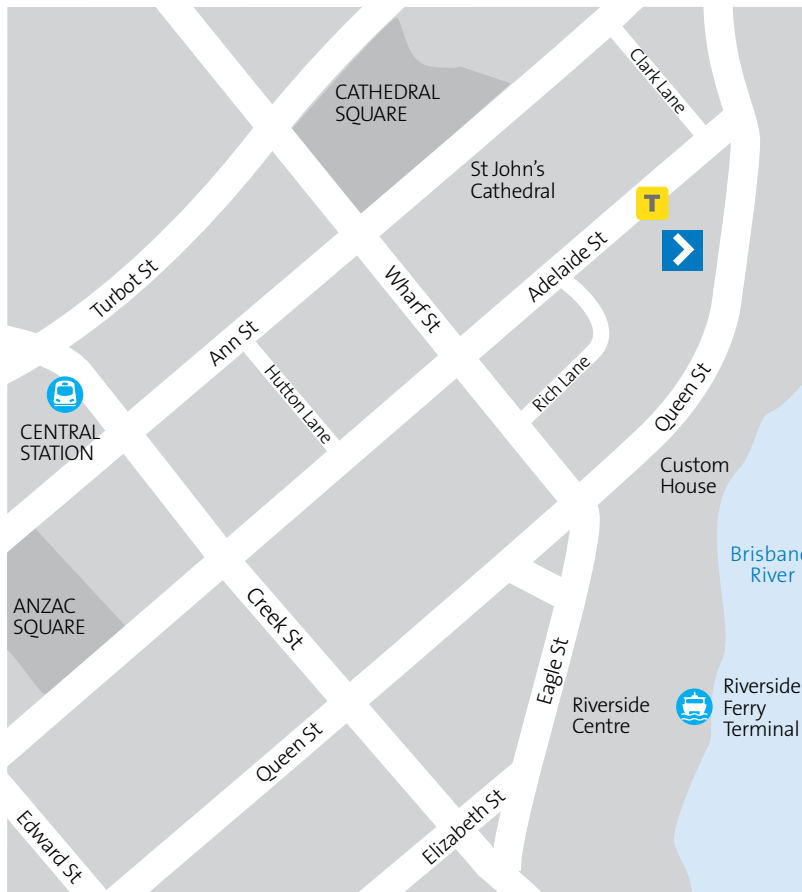 Clark Lane
CATHEDRAL
SQUARE
St John's
Cathedral
T
Adelaide St
Turbot St
Wharf St
Ann St
Hutton Lane
Rich Lane
Queen St
CENTRAL
STATION
Custom
House
Brisbane
River
ANZAC
SQUARE
Creek St
Eagle St
Riverside
Centre
Riverside
Ferry
Terminal
Queen St
Elizabeth St
Edward St